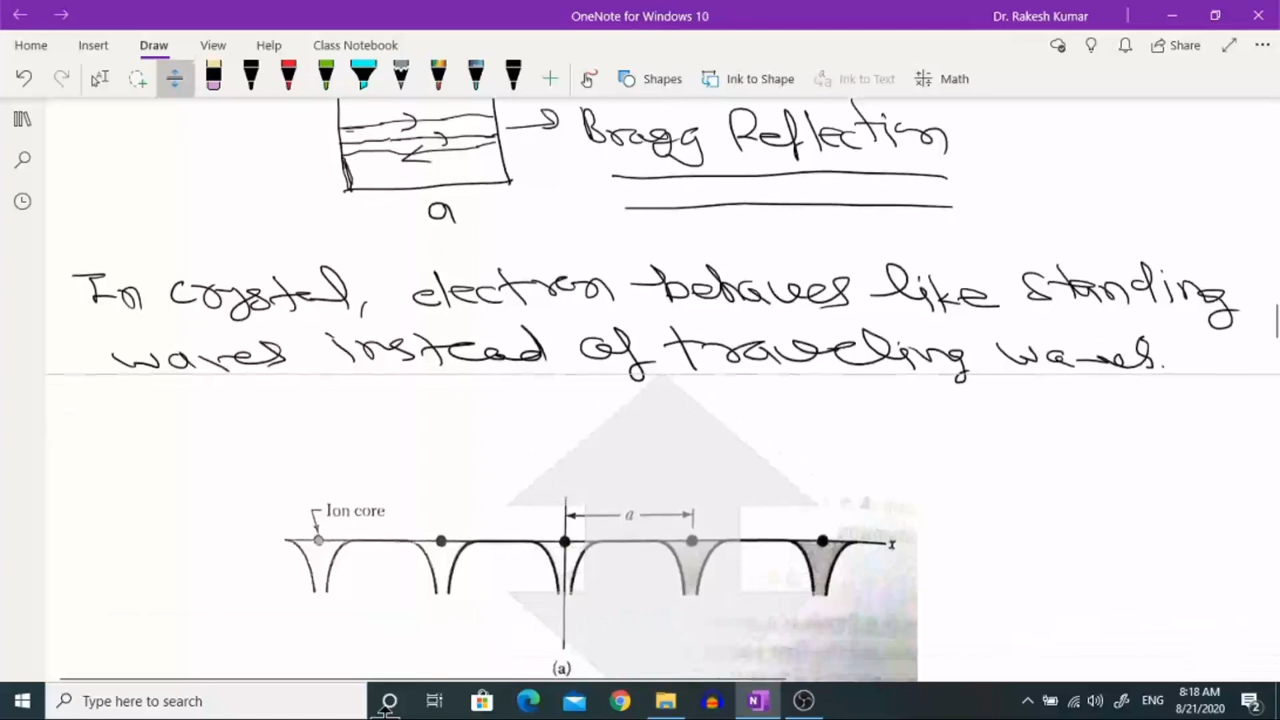 OneNote for Windows 10
Dr. Rakesh Kumar
Home Insert Draw View Help Class Notebook
Share
Shapes
Ink to Shape
Ink to Text
Math
Bragg Reflection
a
In crystal, electron behaves like standing
waves instead of traveling waves.
Ion core
a
x
(a)
Type here to search
ENG
8:18 AM
8/21/2020
2